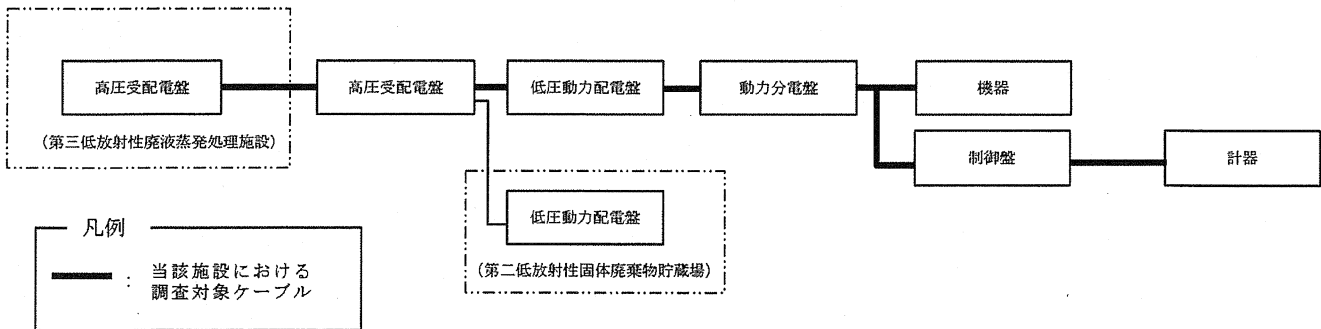 高圧受配電盤
(第三低放射性廃液蒸発処理施設)
高圧受配電盤
低圧動力配電盤
動力分電盤
機器
制御盤
計器
低圧動力配電盤
(第二低放射性固体廃棄物貯蔵場)
凡例
: 当該施設における
調査対象ケーブル